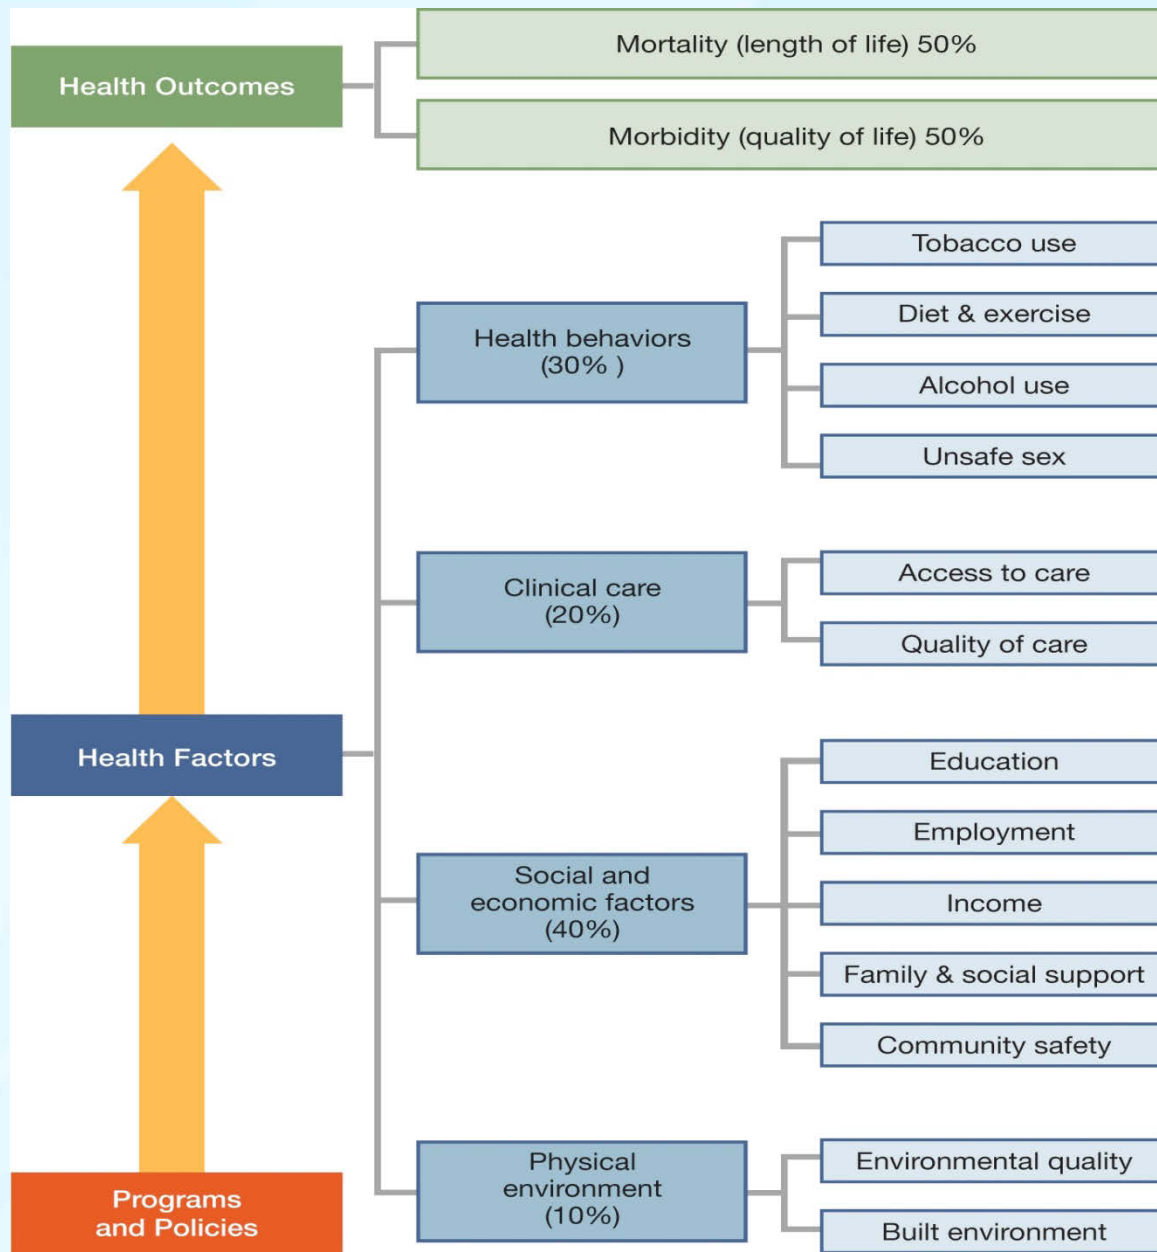 Health Outcomes
Mortality (length of life) 50%
Morbidity (quality of life) 50%
Health Factors
Health behaviors
(30% )
Tobacco use
Diet & exercise
Alcohol use
Unsafe sex
Clinical care
(20%)
Access to care
Quality of care
Social and
economic factors
(40%)
Education
Employment
Income
Family & social support
Community safety
Physical
environment
(10%)
Environmental quality
Built environment
Programs
and Policies